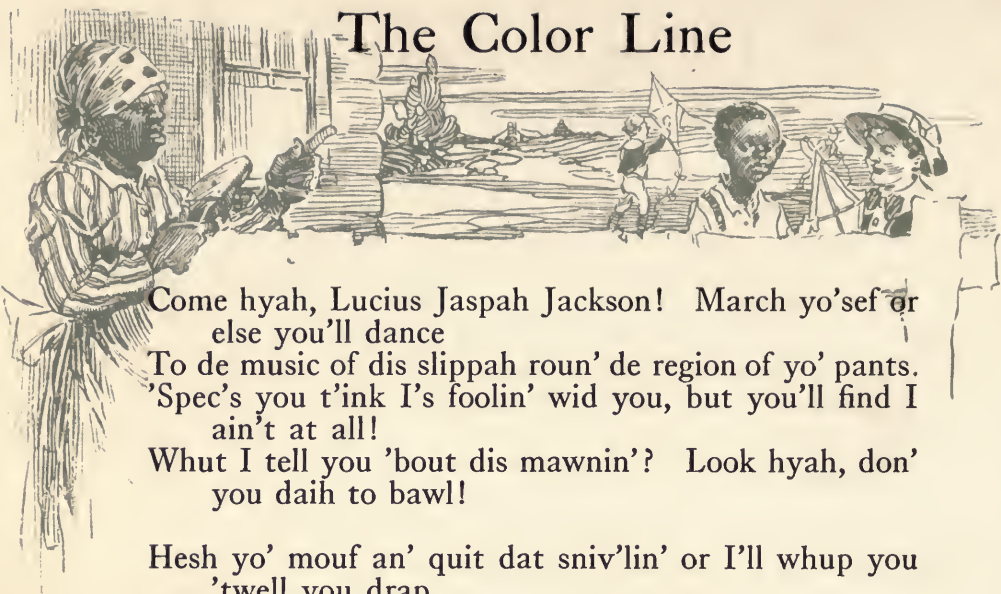 The Color Line
Come hyah, Lucius Jaspah Jackson! March yo'sef or
else you'll dance
To de music of dis slippah roun' de region of yo' pants.
'Spec's you t'ink I's foolin' wid you, but you'll find I
ain't at all!
Whut I tell you 'bout dis mawnin'? Look hyah, don'
you daih to bawl!
Hesh yo' mouf an' quit dat sniv'lin' or I'll whup you
'twell you drap